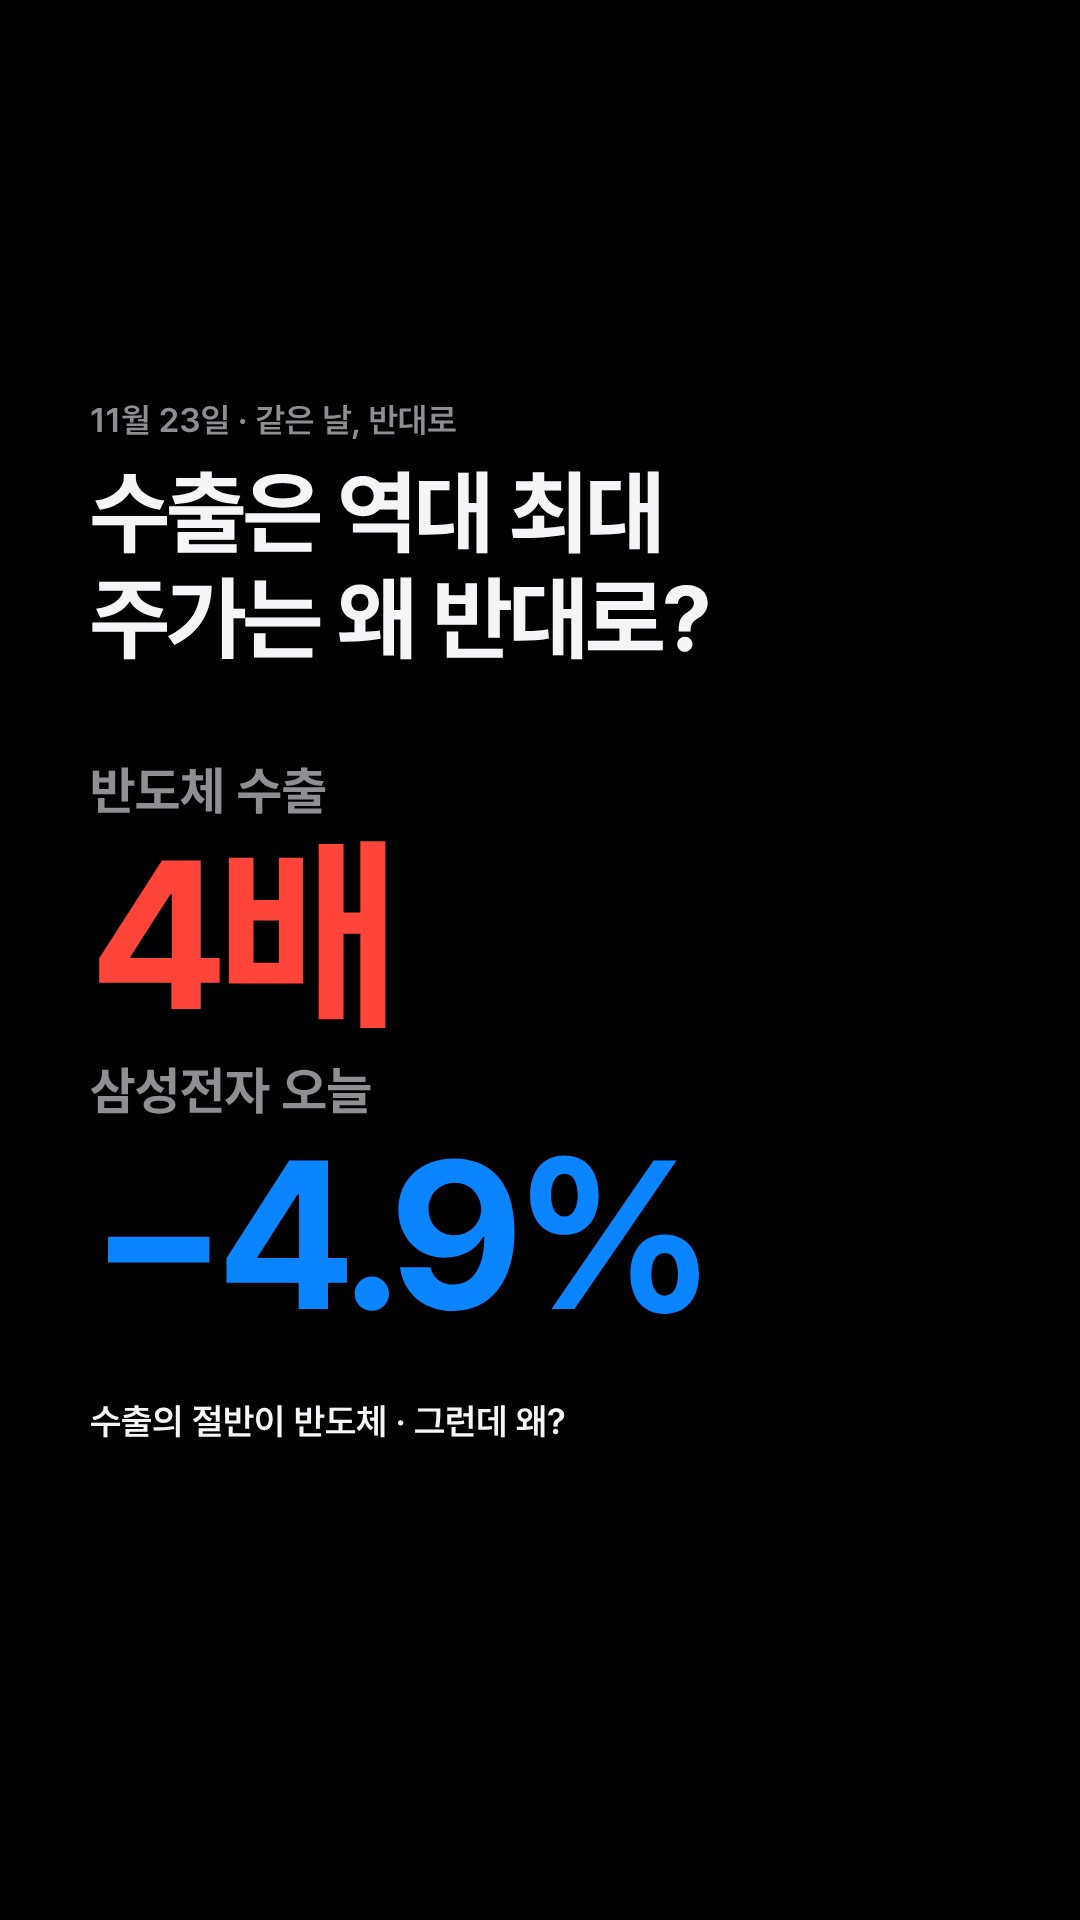 11월 23일 · 같은 날, 반대로
수출은 역대 최대
주가는 왜 반대로?
반도체 수출
4배
삼성전자 오늘
−4.9%
수출의 절반이 반도체 · 그런데 왜?